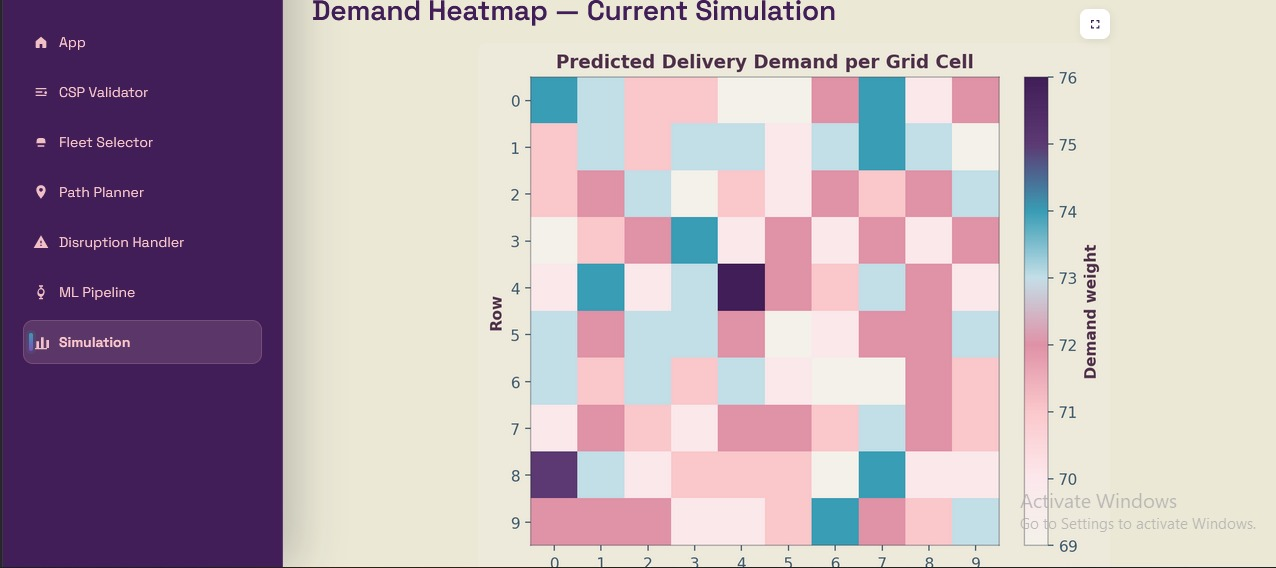 Demand Heatmap — Current Simulation
App
CSP Validator
Fleet Selector
Path Planner
Disruption Handler
ML Pipeline
Simulation
Predicted Delivery Demand per Grid Cell
Row
0
1
2
3
4
5
6
7
8
9
0 1 2 3 4 5 6 7 8 9
76
75
74
73
72
71
70
69
Demand weight
Activate Windows
Go to Settings to activate Windows.